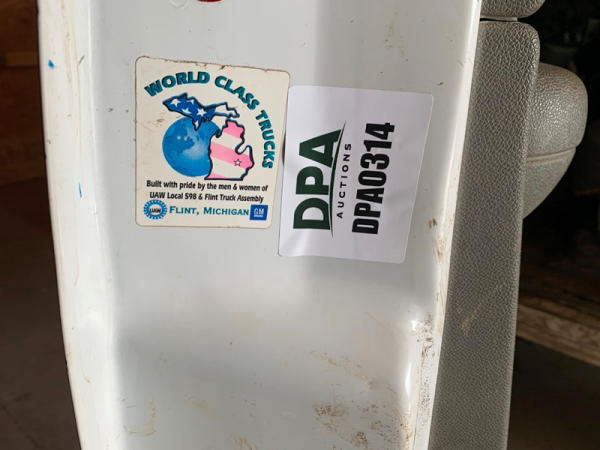 WORLD CLASS TRUCKS
Built with pride by the men & women of
UAW Local 598 & Flint Truck Assembly
UAW
FLINT, MICHIGAN
GM
DPA
AUCTIONS
DPA0314